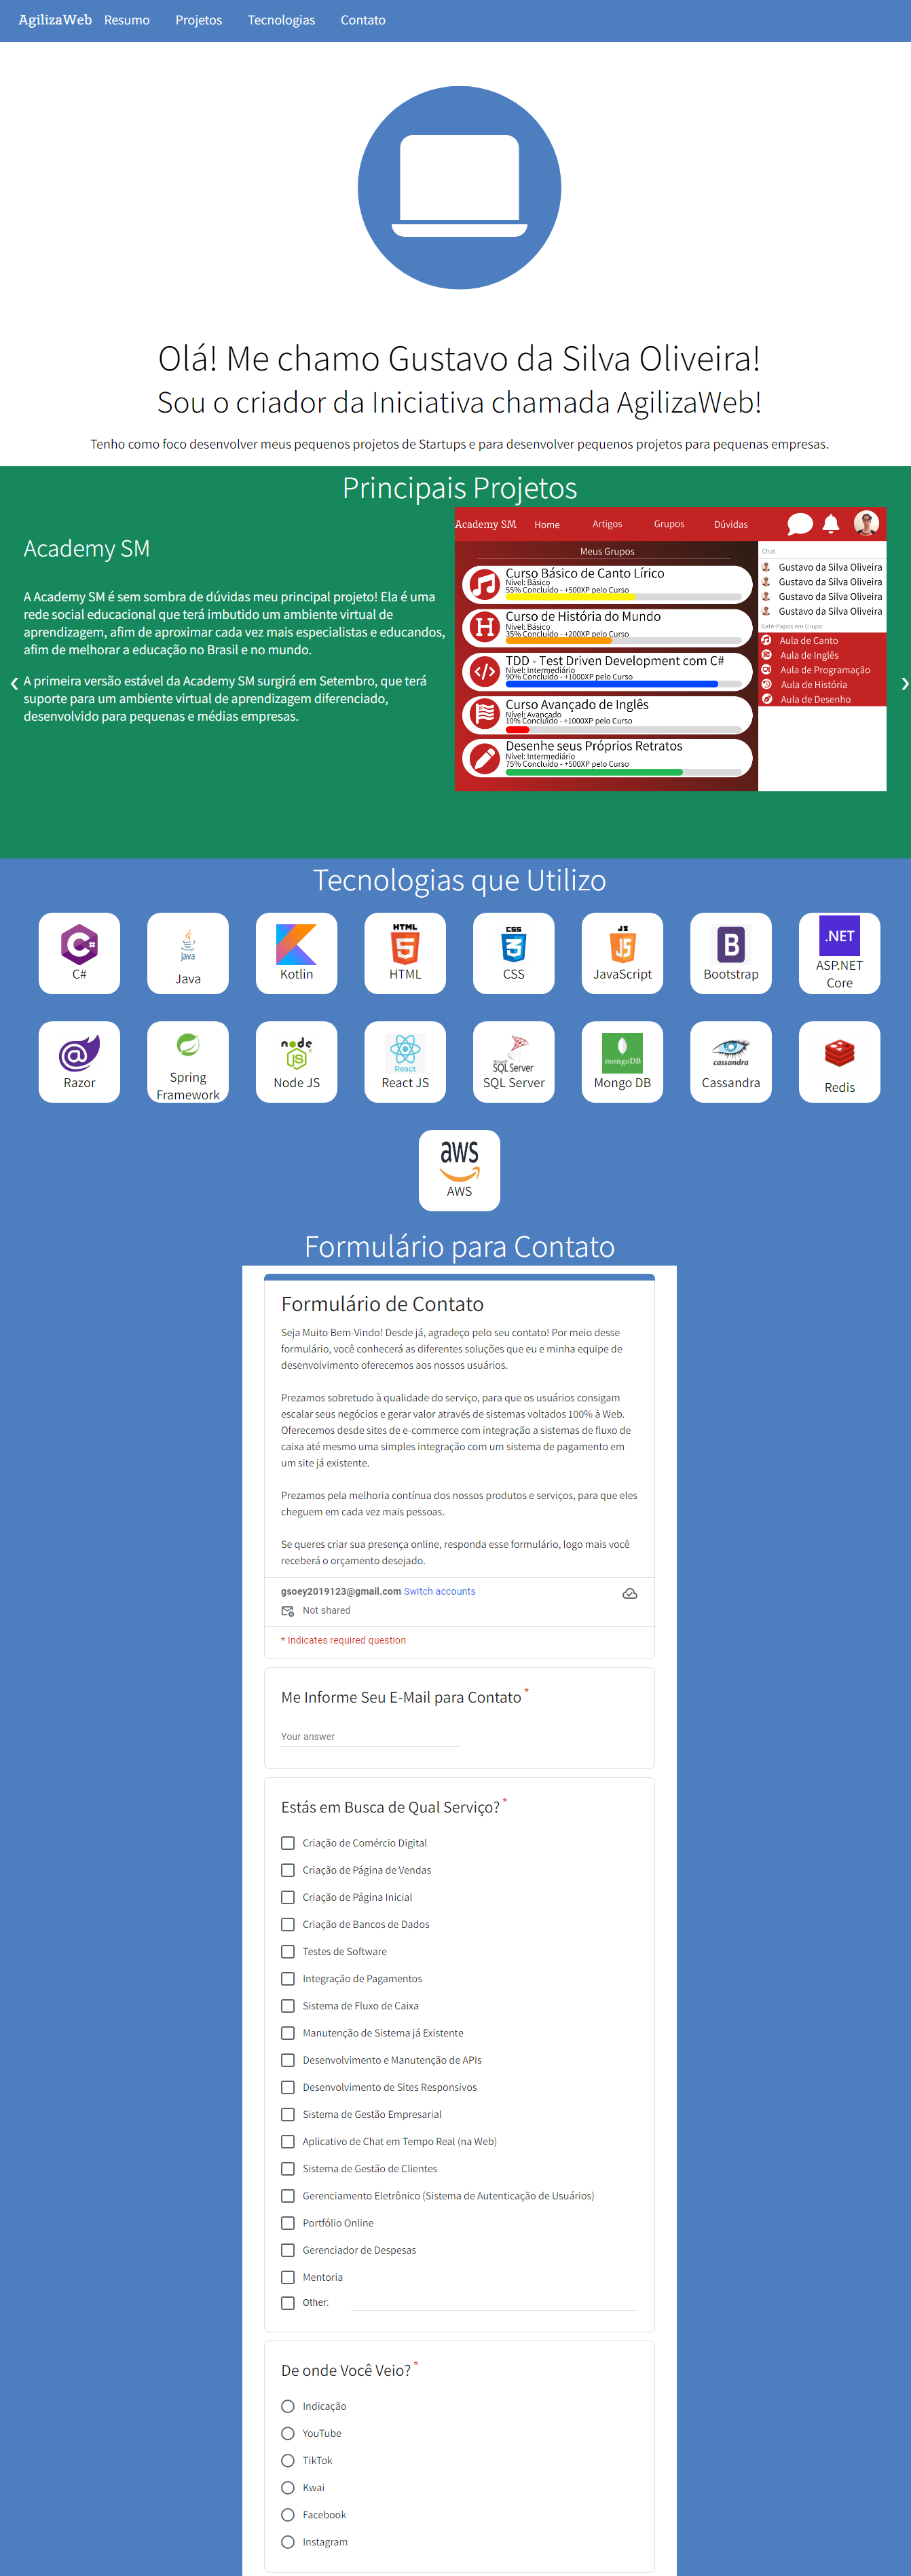 AgilizaWeb Resumo Projetos Tecnologias Contato
Olá! Me chamo Gustavo da Silva Oliveira!
Sou o criador da Iniciativa chamada AgilizaWeb!
Tenho como foco desenvolver meus pequenos projetos de Startups e para desenvolver pequenos projetos para pequenas empresas.
Principais Projetos
Academy SM
A Academy SM é sem sombra de dúvidas meu principal projeto! Ela é uma
rede social educacional que terá imbutido um ambiente virtual de
aprendizagem, afim de aproximar cada vez mais especialistas e educandos,
afim de melhorar a educação no Brasil e no mundo.
A primeira versão estável da Academy SM surgirá em Setembro, que terá
suporte para um ambiente virtual de aprendizagem diferenciado,
desenvolvido para pequenas e médias empresas.
Academy SM Home Artigos Grupos Dúvidas
Meus Grupos
Curso Básico de Canto Lírico
Nível: Básico
55% Concluído - +500XP pelo Curso
Curso de História do Mundo
Nível: Básico
35% Concluído - +200XP pelo Curso
TDD - Test Driven Development com C#
Nível: Intermediário
90% Concluído - +1000XP pelo Curso
Curso Avançado de Inglês
Nível: Avançado
10% Concluído - +1000XP pelo Curso
Desenhe seus Próprios Retratos
Nível: Intermediário
75% Concluído - +500XP pelo Curso
Chat
Gustavo da Silva Oliveira
Gustavo da Silva Oliveira
Gustavo da Silva Oliveira
Gustavo da Silva Oliveira
Bate-Papos em Grupo
Aula de Canto
Aula de Inglês
Aula de Programação
Aula de História
Aula de Desenho
Tecnologias que Utilizo
C#
Java
Java
Kotlin
HTML
5
HTML
CSS
3
CSS
JS
JavaScript
B
Bootstrap
.NET
ASP.NET
Core
Razor
Spring
Framework
node
JS
Node JS
React
React JS
SQL Server
SQL Server
mongoDB
Mongo DB
cassandra
Cassandra
Redis
aws
AWS
Formulário para Contato
Formulário de Contato
Seja Muito Bem-Vindo! Desde já, agradeço pelo seu contato! Por meio desse
formulário, você conhecerá as diferentes soluções que eu e minha equipe de
desenvolvimento oferecemos aos nossos usuários.
Prezamos sobretudo à qualidade do serviço, para que os usuários consigam
escalar seus negócios e gerar valor através de sistemas voltados 100% à Web.
Oferecemos desde sites de e-commerce com integração a sistemas de fluxo de
caixa até mesmo uma simples integração com um sistema de pagamento em
um site já existente.
Prezamos pela melhoria contínua dos nossos produtos e serviços, para que eles
cheguem em cada vez mais pessoas.
Se queres criar sua presença online, responda esse formulário, logo mais você
receberá o orçamento desejado.
gsoey2019123@gmail.com Switch accounts
Not shared
* Indicates required question
Me Informe Seu E-Mail para Contato *
Your answer
Estás em Busca de Qual Serviço? *
Criação de Comércio Digital
Criação de Página de Vendas
Criação de Página Inicial
Criação de Bancos de Dados
Testes de Software
Integração de Pagamentos
Sistema de Fluxo de Caixa
Manutenção de Sistema já Existente
Desenvolvimento e Manutenção de APIs
Desenvolvimento de Sites Responsivos
Sistema de Gestão Empresarial
Aplicativo de Chat em Tempo Real (na Web)
Sistema de Gestão de Clientes
Gerenciamento Eletrônico (Sistema de Autenticação de Usuários)
Portfólio Online
Gerenciador de Despesas
Mentoria
Other:
De onde Você Veio? *
Indicação
YouTube
TikTok
Kwai
Facebook
Instagram